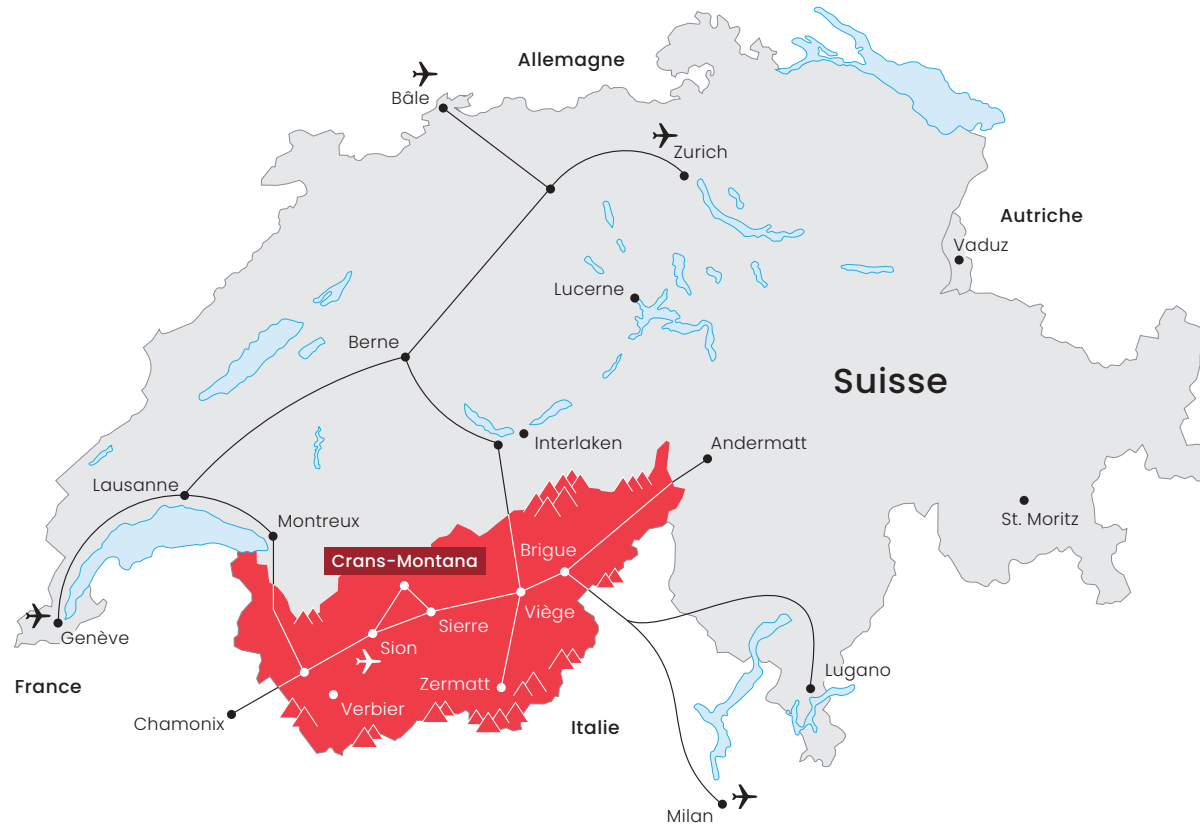 Allemagne
Bâle
Zurich
Autriche
Vaduz
Lucerne
Berne
Suisse
Interlaken
Andermatt
Lausanne
St. Moritz
Montreux
Brigue
Crans-Montana
Viège
Sierre
Genève
Sion
Lugano
Zermatt
France
Verbier
Chamonix
Italie
Milan